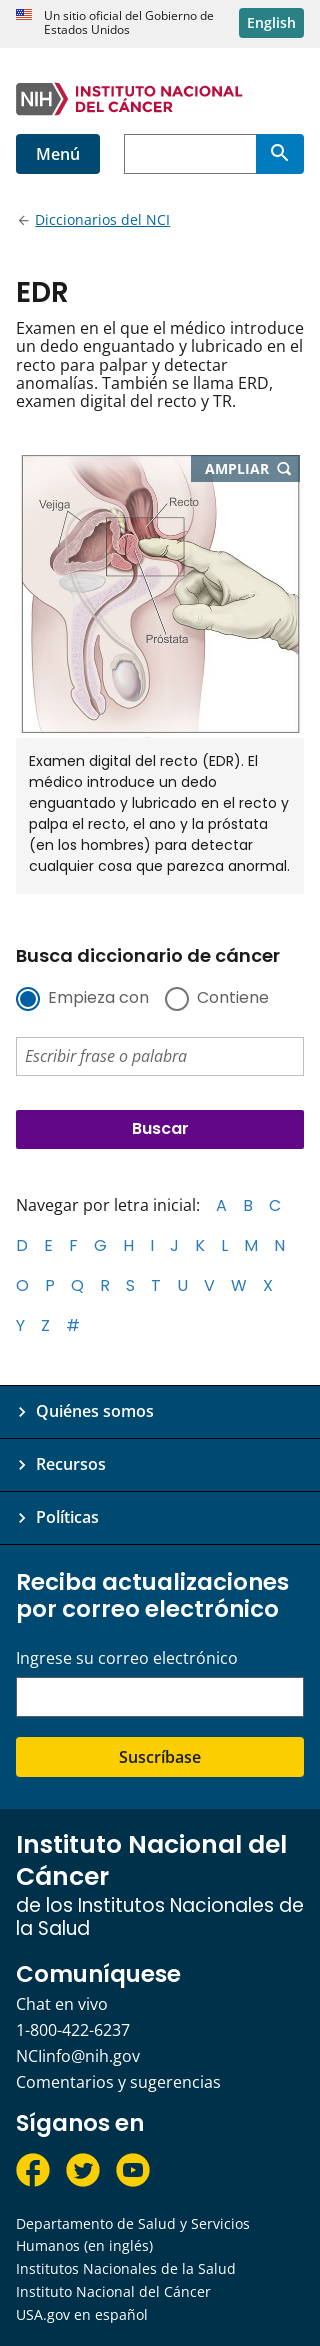 Un sitio oficial del Gobierno de
Estados Unidos
English
NIH
INSTITUTO NACIONAL
DEL CÁNCER
Menú
Diccionarios del NCI
EDR
Examen en el que el médico introduce
un dedo enguantado y lubricado en el
recto para palpar y detectar
anomalías. También se llama ERD,
examen digital del recto y TR.
AMPLIAR
Vejiga
Recto
Próstata
Examen digital del recto (EDR). El
médico introduce un dedo
enguantado y lubricado en el recto y
palpa el recto, el ano y la próstata
(en los hombres) para detectar
cualquier cosa que parezca anormal.
Busca diccionario de cáncer
Empieza con Contiene
Escribir frase o palabra
Buscar
Navegar por letra inicial: A B C
D E F G H I J K L M N
O P Q R S T U V W X
Y Z #
Quiénes somos
Recursos
Políticas
Reciba actualizaciones
por correo electrónico
Ingrese su correo electrónico
Suscríbase
Instituto Nacional del
Cáncer
de los Institutos Nacionales de
la Salud
Comuníquese
Chat en vivo
1-800-422-6237
NCIinfo@nih.gov
Comentarios y sugerencias
Síganos en
Departamento de Salud y Servicios
Humanos (en inglés)
Institutos Nacionales de la Salud
Instituto Nacional del Cáncer
USA.gov en español